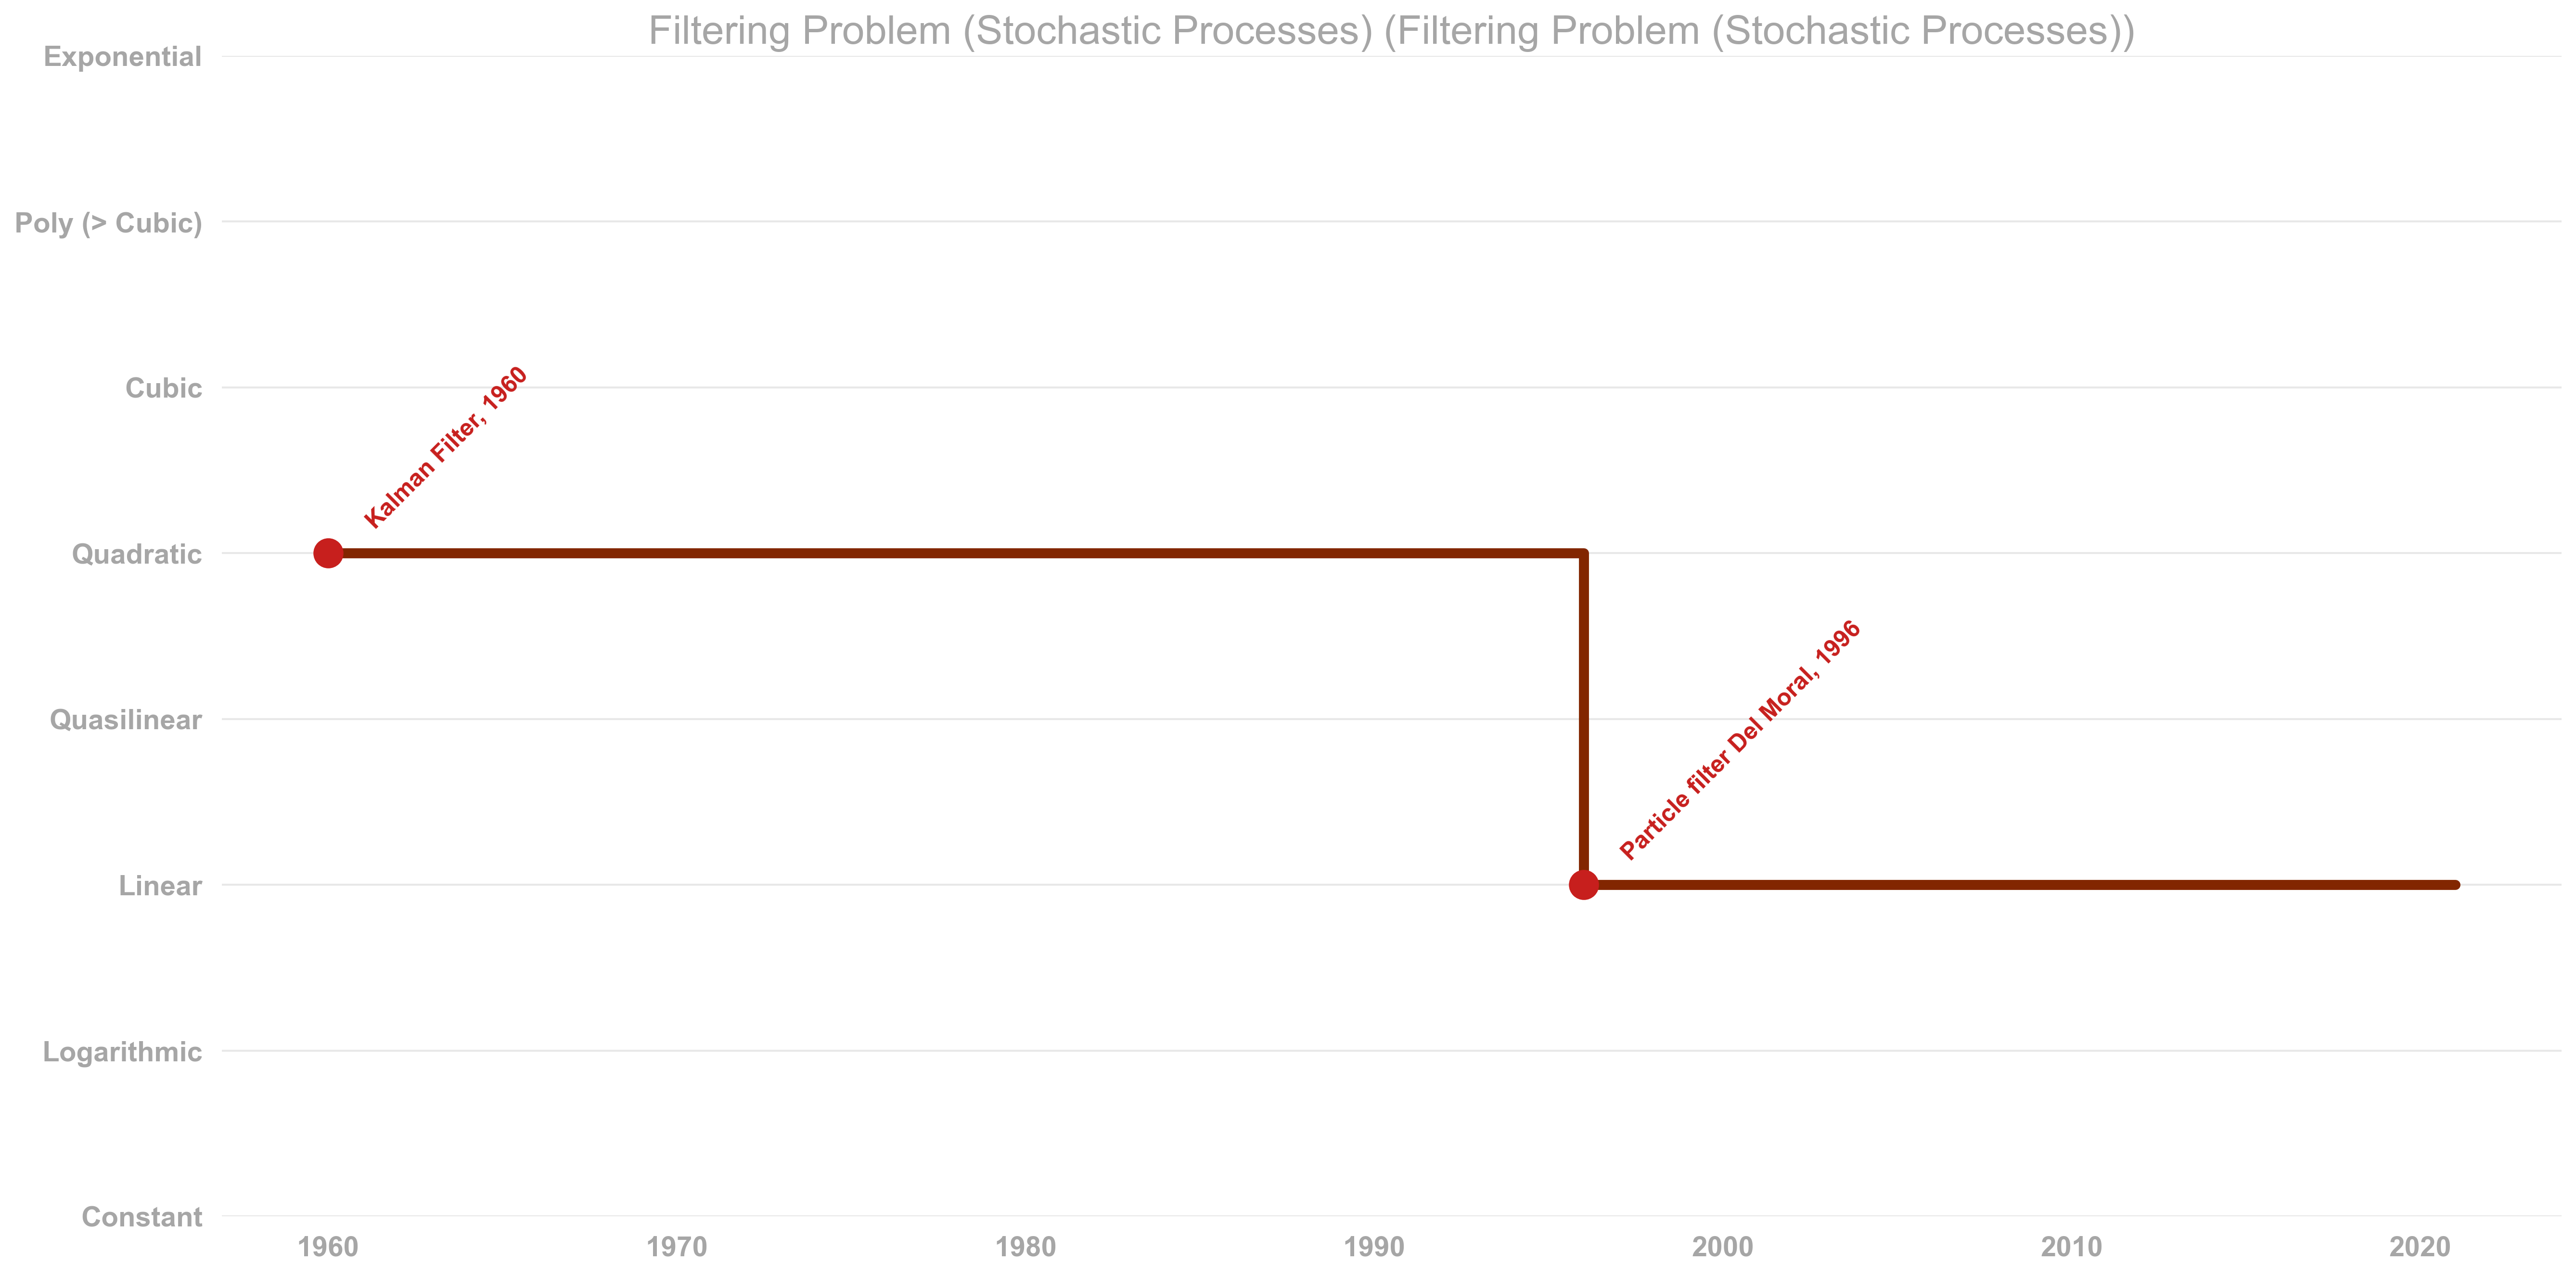 Filtering Problem (Stochastic Processes) (Filtering Problem (Stochastic Processes))
Exponential
Poly (> Cubic)
Cubic
Kalman Filter, 1960
Quadratic
Particle filter Del Moral, 1996
Quasilinear
Linear
Logarithmic
Constant
1960 1970 1980 1990 2000 2010 2020